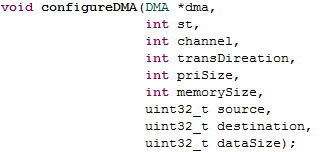 void configureDMA(DMA *dma,
int st,
int channel,
int transDireation,
int priSize,
int memorySize,
uint32_t source,
uint32_t destination,
uint32_t dataSize);